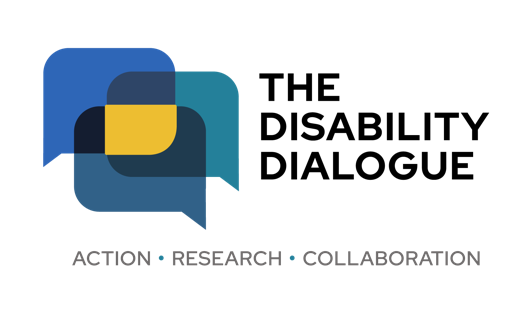 THE
DISABILITY
DIALOGUE
ACTION • RESEARCH • COLLABORATION